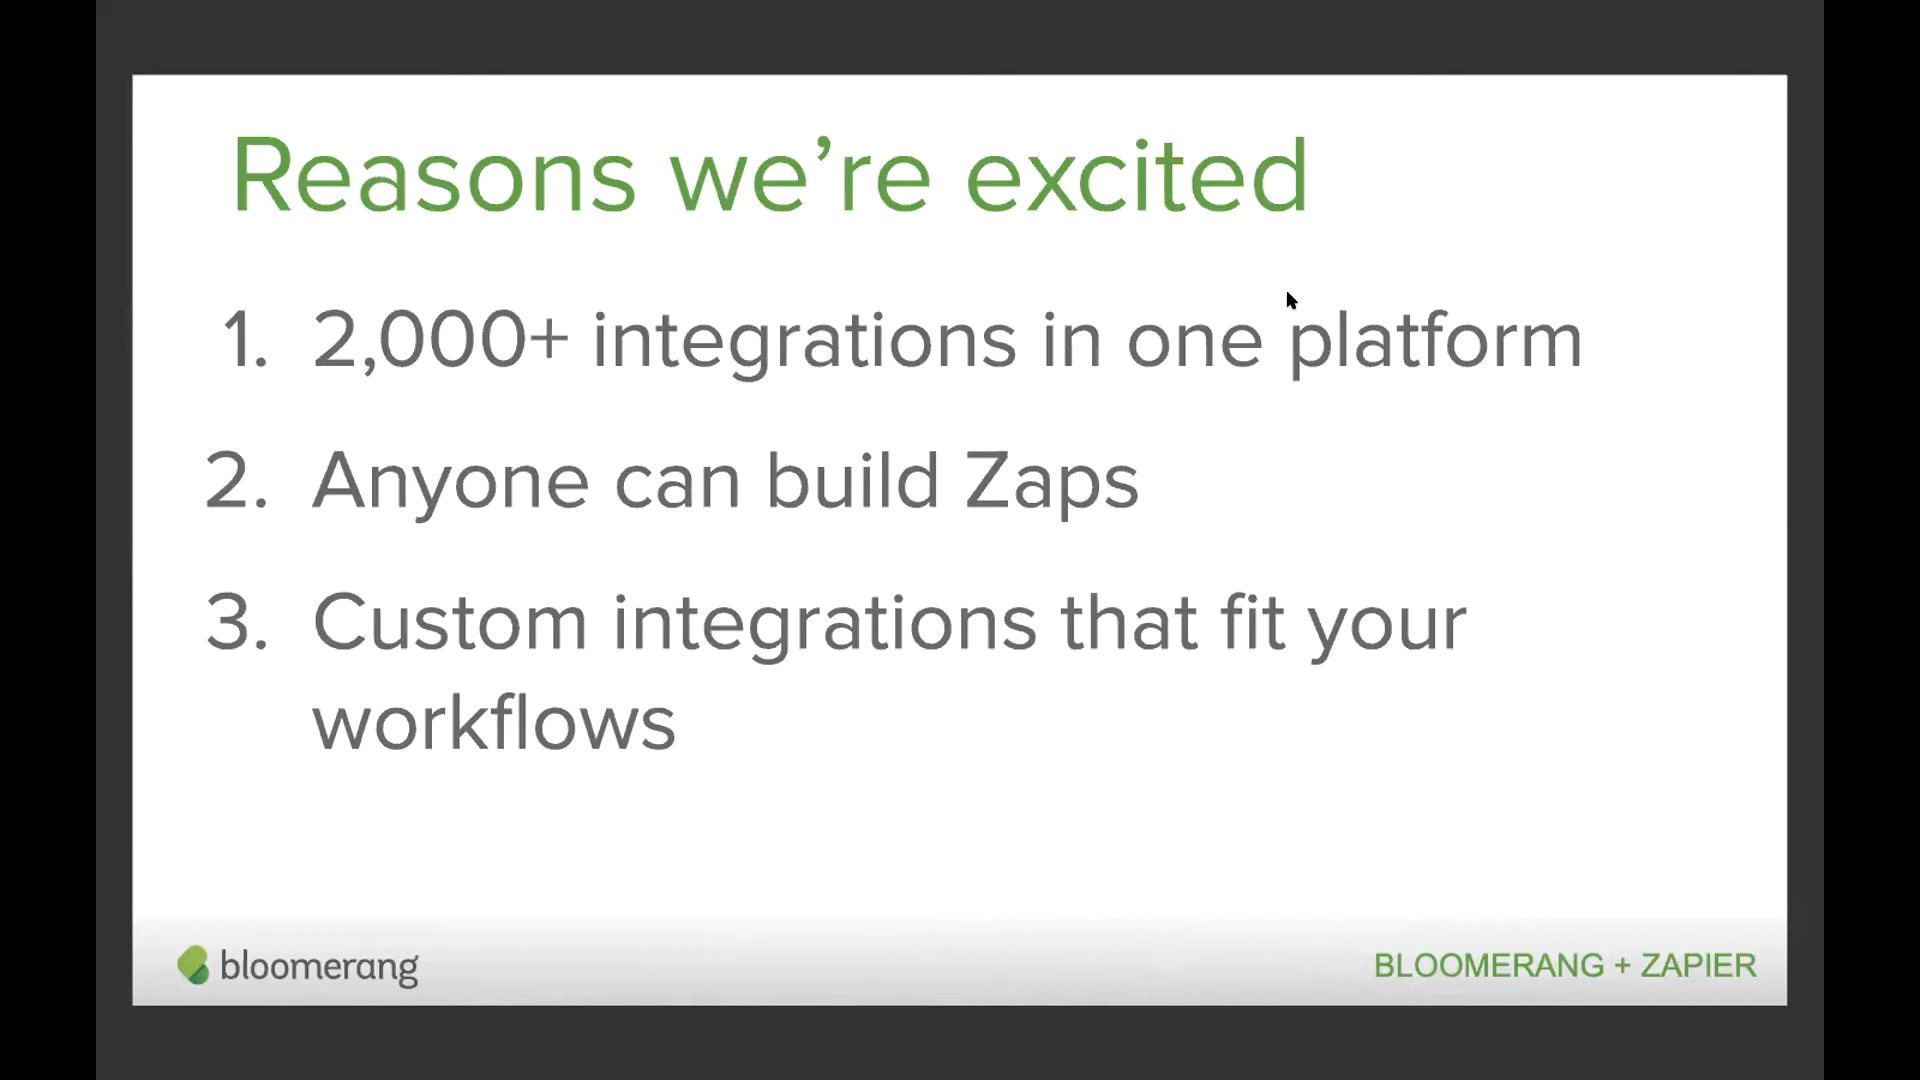 Reasons we’re excited
1. 2,000+ integrations in one platform
2. Anyone can build Zaps
3. Custom integrations that fit your
workflows
bloomerang
BLOOMERANG + ZAPIER